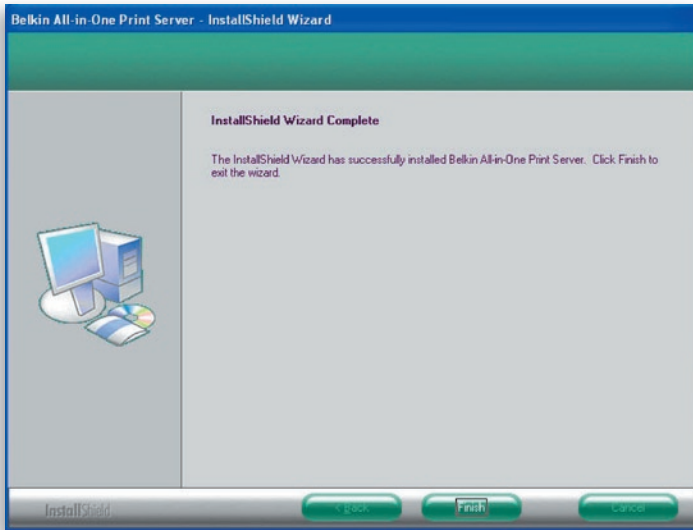 Belkin All-in-One Print Server - InstallShield Wizard
InstallShield Wizard Complete
The InstallShield Wizard has successfully installed Belkin All-in-One Print Server. Click Finish to
exit the wizard.
InstallShield
< Back
Finish
Cancel